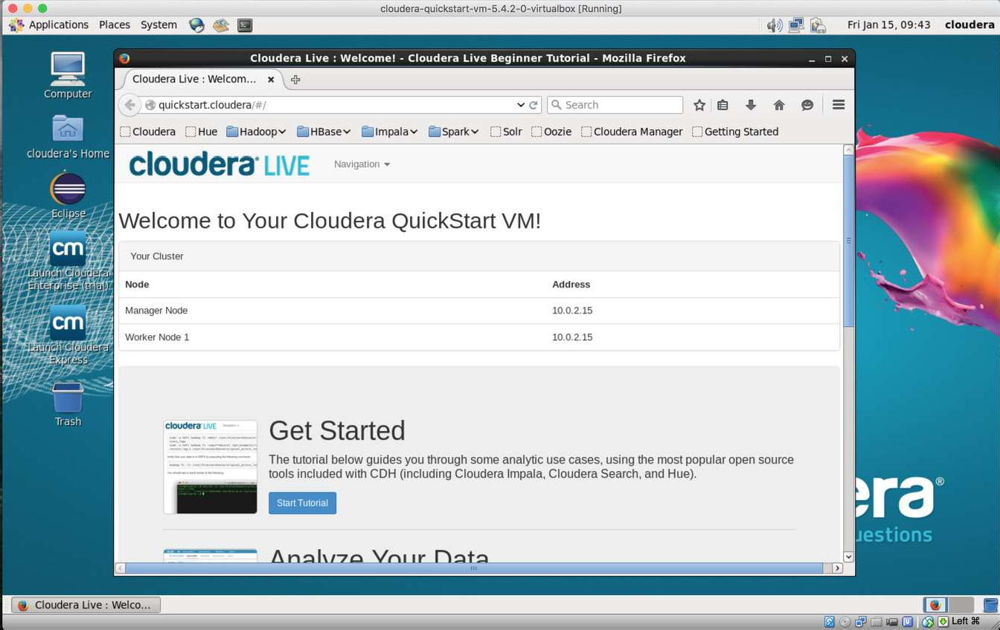 cloudera-quickstart-vm-5.4.2-0-virtualbox [Running]
Applications Places System Fri Jan 15, 09:43 cloudera
Computer
cloudera's Home
Eclipse
cm
Launch Cloudera
Enterprise (trial)
cm
Launch Cloudera
Express
Trash
Cloudera Live : Welcome! - Cloudera Live Beginner Tutorial - Mozilla Firefox
Cloudera Live : Welcom...
quickstart.cloudera/#/ Search
Cloudera Hue Hadoop HBase Impala Spark Solr Oozie Cloudera Manager Getting Started
cloudera LIVE Navigation
Welcome to Your Cloudera QuickStart VM!
Your Cluster
Node Address
Manager Node 10.0.2.15
Worker Node 1 10.0.2.15
cloudera LIVE
Get Started
The tutorial below guides you through some analytic use cases, using the most popular open source
tools included with CDH (including Cloudera Impala, Cloudera Search, and Hue).
Start Tutorial
Analyze Your Data
era®
uestions
Cloudera Live : Welco...
Left ⌘